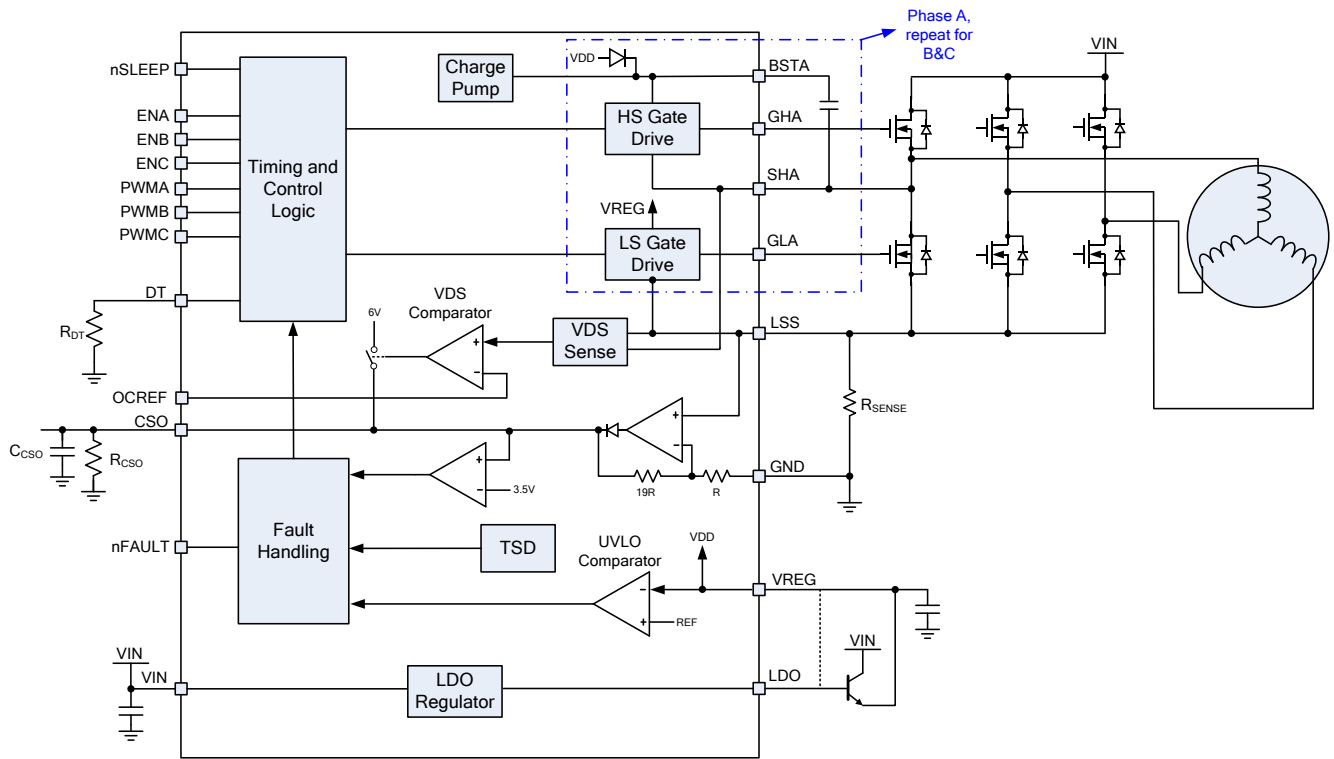 Phase A,
repeat for
B&C
VIN
nSLEEP
ENA
ENB
ENC
PWMA
PWMB
PWMC
DT
RDT
OCREF
CSO
CCSO
RCSO
nFAULT
VIN
VIN
Timing and
Control
Logic
Charge
Pump
VDD
HS Gate
Drive
VREG
LS Gate
Drive
BSTA
GHA
SHA
GLA
LSS
VDS
Comparator
6V
+
−
VDS
Sense
+
−
19R
R
GND
RSENSE
+
−
3.5V
Fault
Handling
TSD
UVLO
Comparator
VDD
−
+
REF
VREG
VIN
LDO
LDO
Regulator